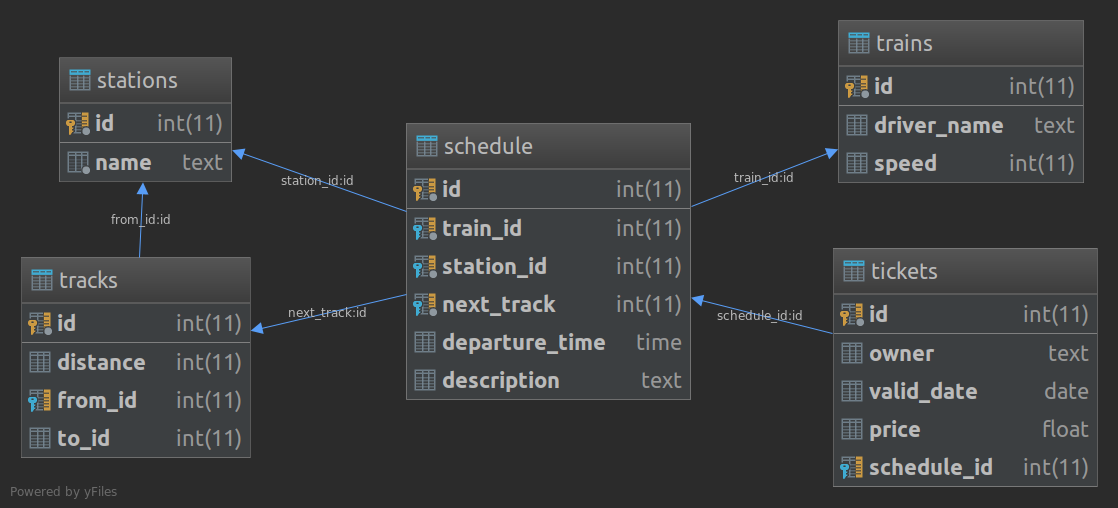 stations
id int(11)
name text
trains
id int(11)
driver_name text
speed int(11)
schedule
id int(11)
train_id int(11)
station_id int(11)
next_track int(11)
departure_time time
description text
tracks
id int(11)
distance int(11)
from_id int(11)
to_id int(11)
tickets
id int(11)
owner text
valid_date date
price float
schedule_id int(11)
station_id:id
train_id:id
from_id:id
next_track:id
schedule_id:id
Powered by yFiles